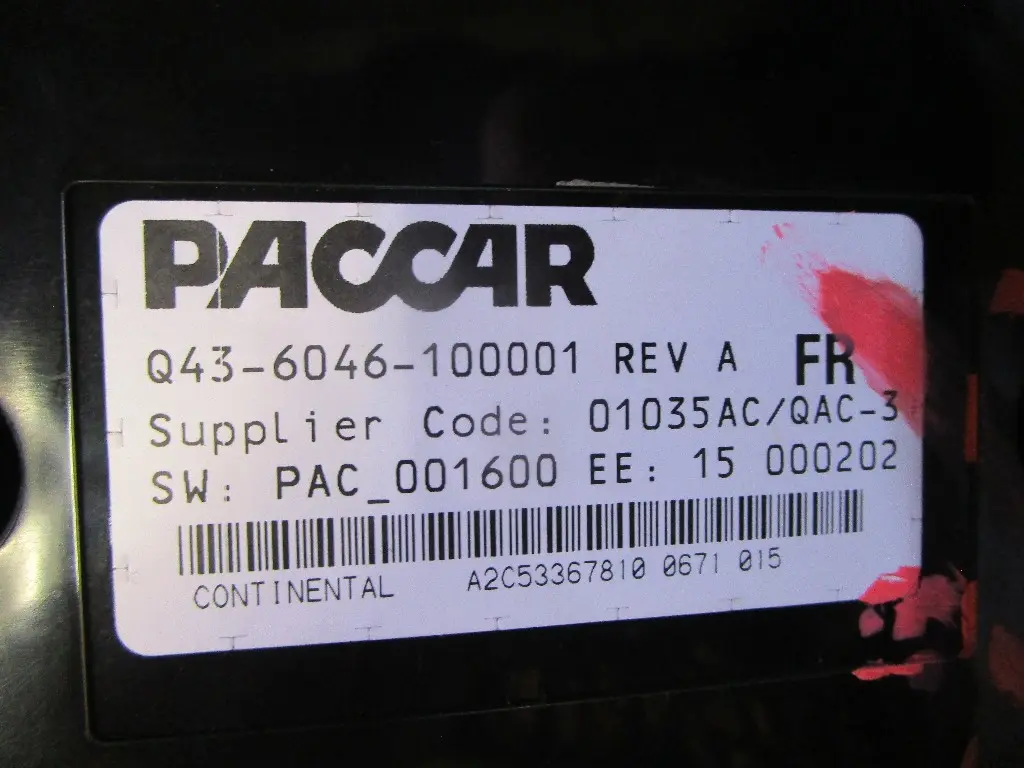 PACCAR
Q43-6046-100001 REV A FR
Supplier Code: 01035AC/QAC-3
SW: PAC_001600 EE: 15 000202
CONTINENTAL A2C53367810 0671 015